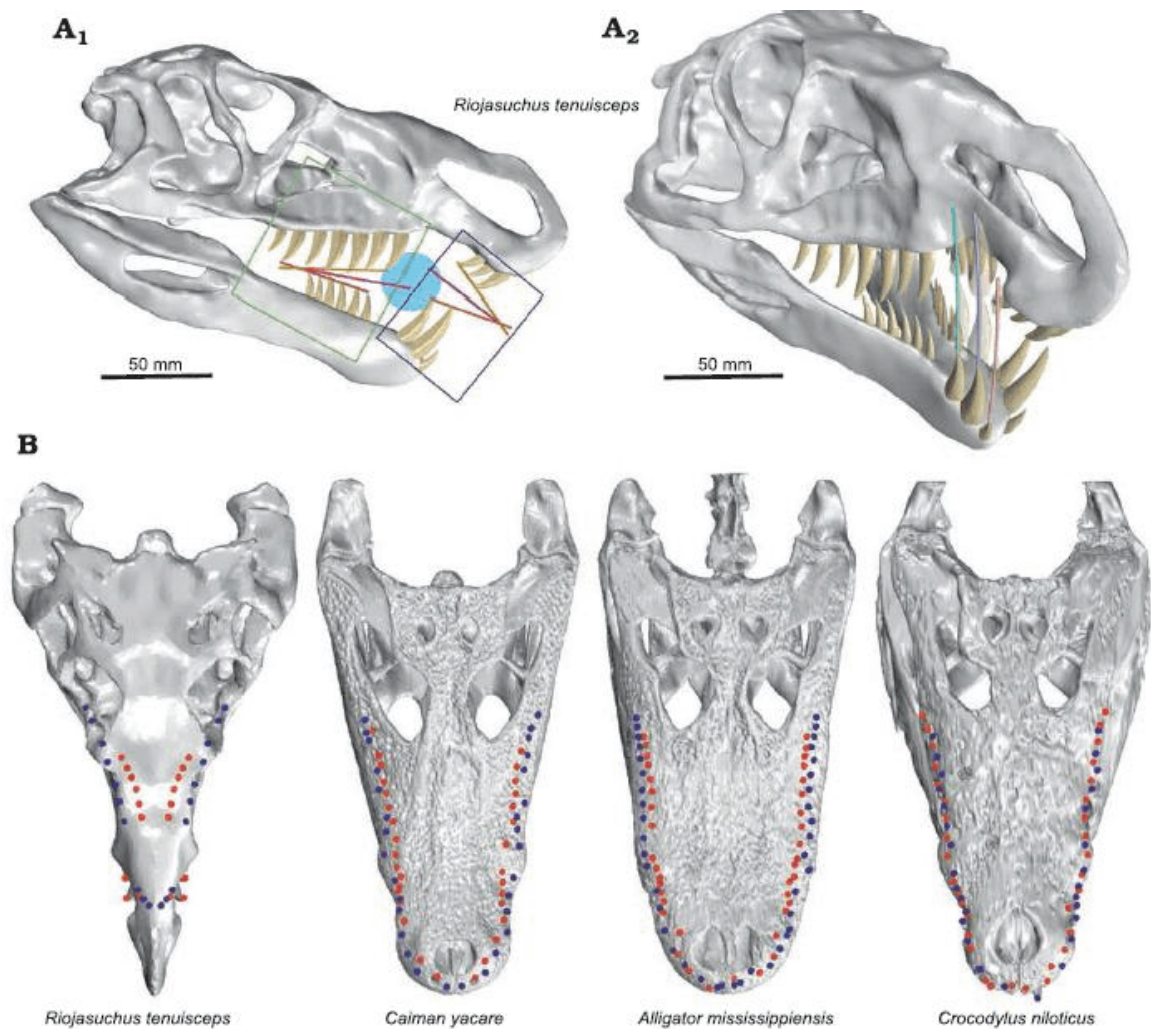 A1
A2
Riojasuchus tenuisceps
50 mm
50 mm
B
Riojasuchus tenuisceps
Caiman yacare
Alligator mississippiensis
Crocodylus niloticus